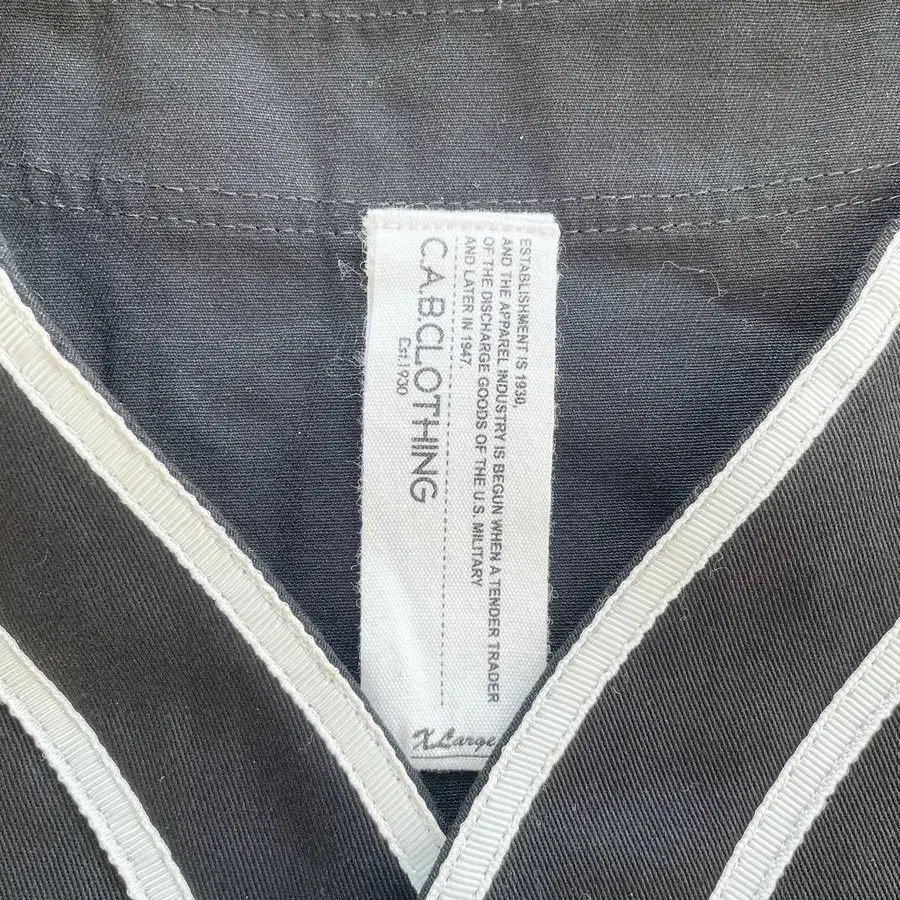 ESTABLISHMENT IS 1930,
AND THE APPAREL INDUSTRY IS BEGUN WHEN A TENDER TRADER
OF THE DISCHARGE GOODS OF THE U.S. MILITARY
AND LATER IN 1947,
C.A.B.CLOTHING
Est.1930
XLarge